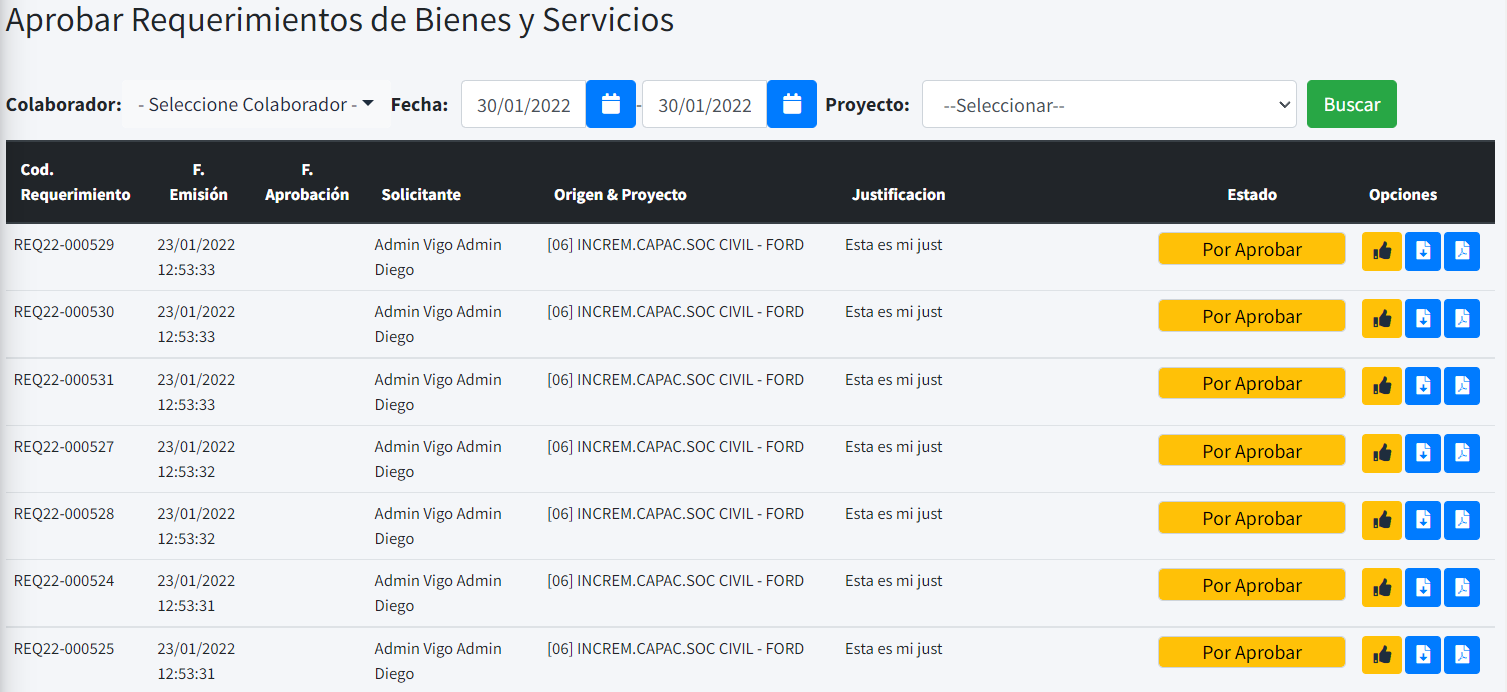 Aprobar Requerimientos de Bienes y Servicios
Colaborador: - Seleccione Colaborador - Fecha: 30/01/2022 - 30/01/2022 Proyecto: --Seleccionar-- Buscar
Cod. Requerimiento F. Emisión F. Aprobación Solicitante Origen & Proyecto Justificacion Estado Opciones
REQ22-000529 23/01/2022 12:53:33 Admin Vigo Admin Diego [06] INCREM.CAPAC.SOC CIVIL - FORD Esta es mi just Por Aprobar
REQ22-000530 23/01/2022 12:53:33 Admin Vigo Admin Diego [06] INCREM.CAPAC.SOC CIVIL - FORD Esta es mi just Por Aprobar
REQ22-000531 23/01/2022 12:53:33 Admin Vigo Admin Diego [06] INCREM.CAPAC.SOC CIVIL - FORD Esta es mi just Por Aprobar
REQ22-000527 23/01/2022 12:53:32 Admin Vigo Admin Diego [06] INCREM.CAPAC.SOC CIVIL - FORD Esta es mi just Por Aprobar
REQ22-000528 23/01/2022 12:53:32 Admin Vigo Admin Diego [06] INCREM.CAPAC.SOC CIVIL - FORD Esta es mi just Por Aprobar
REQ22-000524 23/01/2022 12:53:31 Admin Vigo Admin Diego [06] INCREM.CAPAC.SOC CIVIL - FORD Esta es mi just Por Aprobar
REQ22-000525 23/01/2022 12:53:31 Admin Vigo Admin Diego [06] INCREM.CAPAC.SOC CIVIL - FORD Esta es mi just Por Aprobar